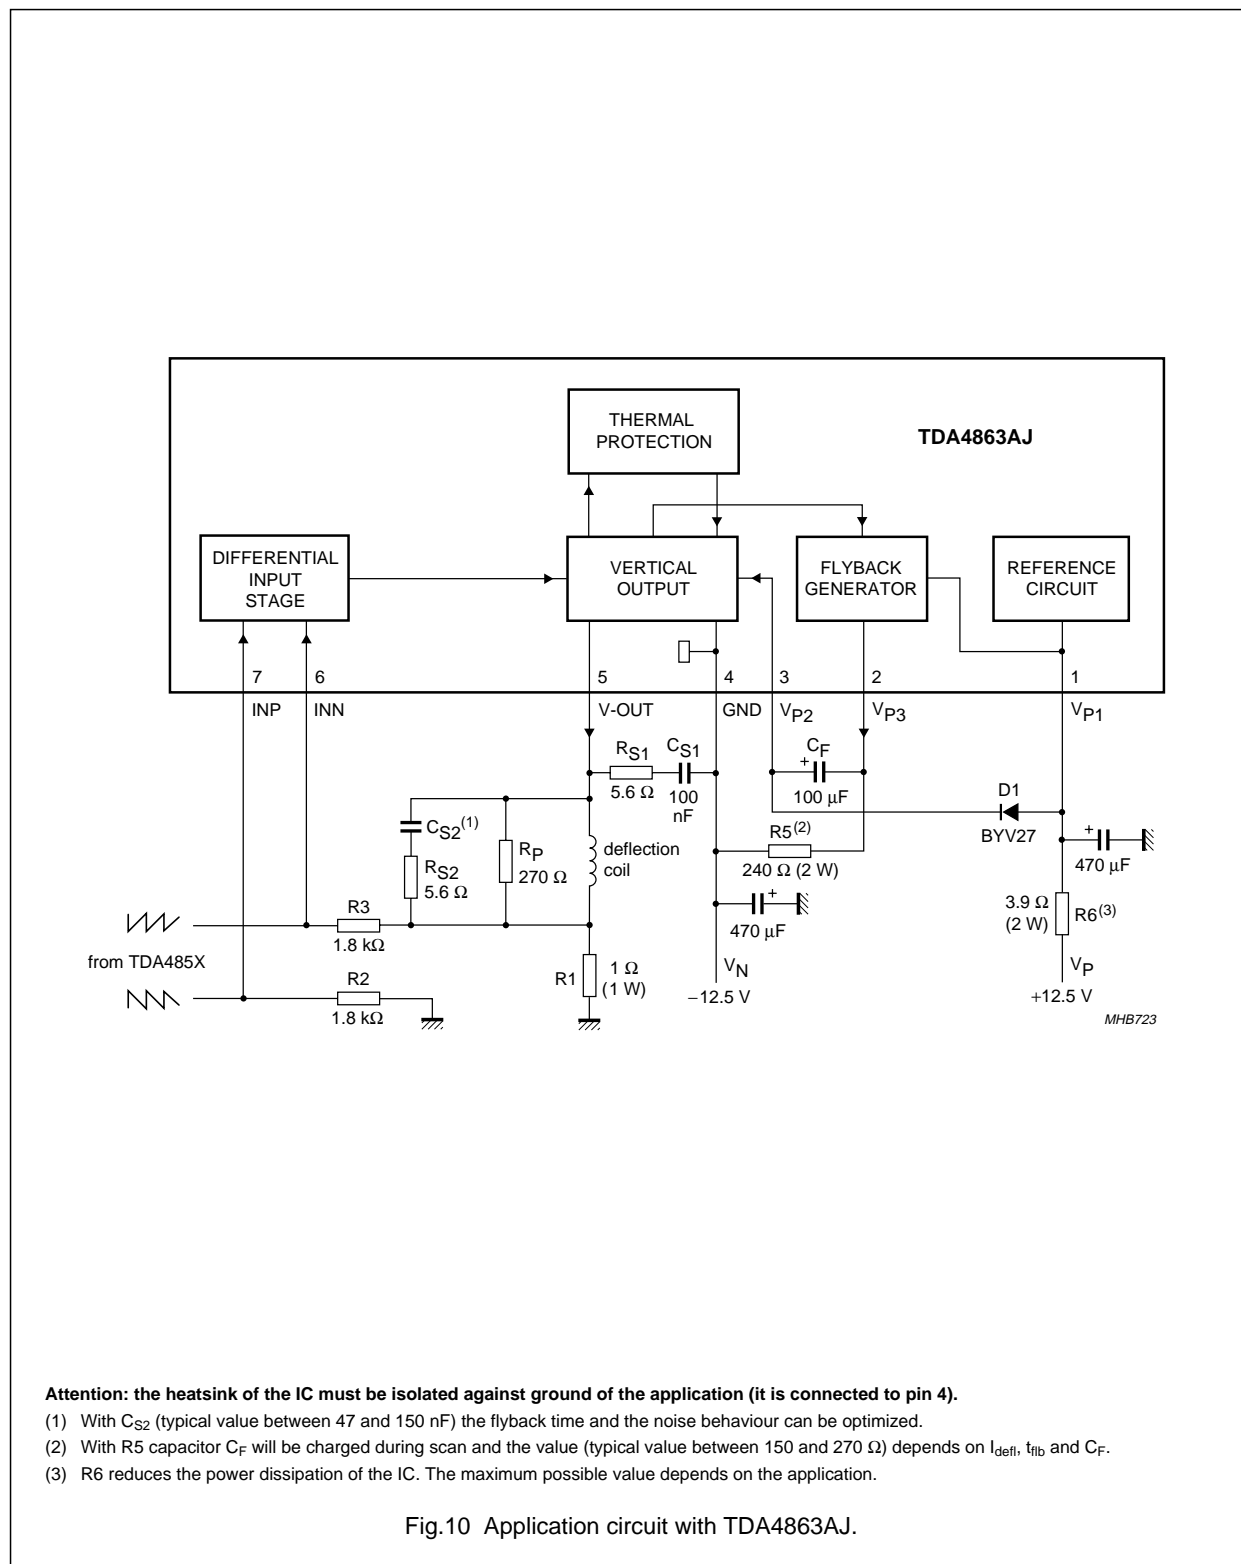 THERMAL
PROTECTION
TDA4863AJ
DIFFERENTIAL
INPUT
STAGE
VERTICAL
OUTPUT
FLYBACK
GENERATOR
REFERENCE
CIRCUIT
7 6 5 4 3 2 1
INP INN V-OUT GND VP2 VP3 VP1
RS1
5.6 Ω
CS1
100
nF
CF
+
100 μF
D1
BYV27
CS2(1)
RS2
5.6 Ω
RP
270 Ω
deflection
coil
R5(2)
240 Ω (2 W)
+
470 μF
+
470 μF
3.9 Ω
(2 W)
R6(3)
R3
1.8 kΩ
from TDA485X
R2
1.8 kΩ
R1
1 Ω
(1 W)
VN
−12.5 V
VP
+12.5 V
MHB723
Attention: the heatsink of the IC must be isolated against ground of the application (it is connected to pin 4).
(1) With CS2 (typical value between 47 and 150 nF) the flyback time and the noise behaviour can be optimized.
(2) With R5 capacitor CF will be charged during scan and the value (typical value between 150 and 270 Ω) depends on Idefl, tflb and CF.
(3) R6 reduces the power dissipation of the IC. The maximum possible value depends on the application.
Fig.10 Application circuit with TDA4863AJ.